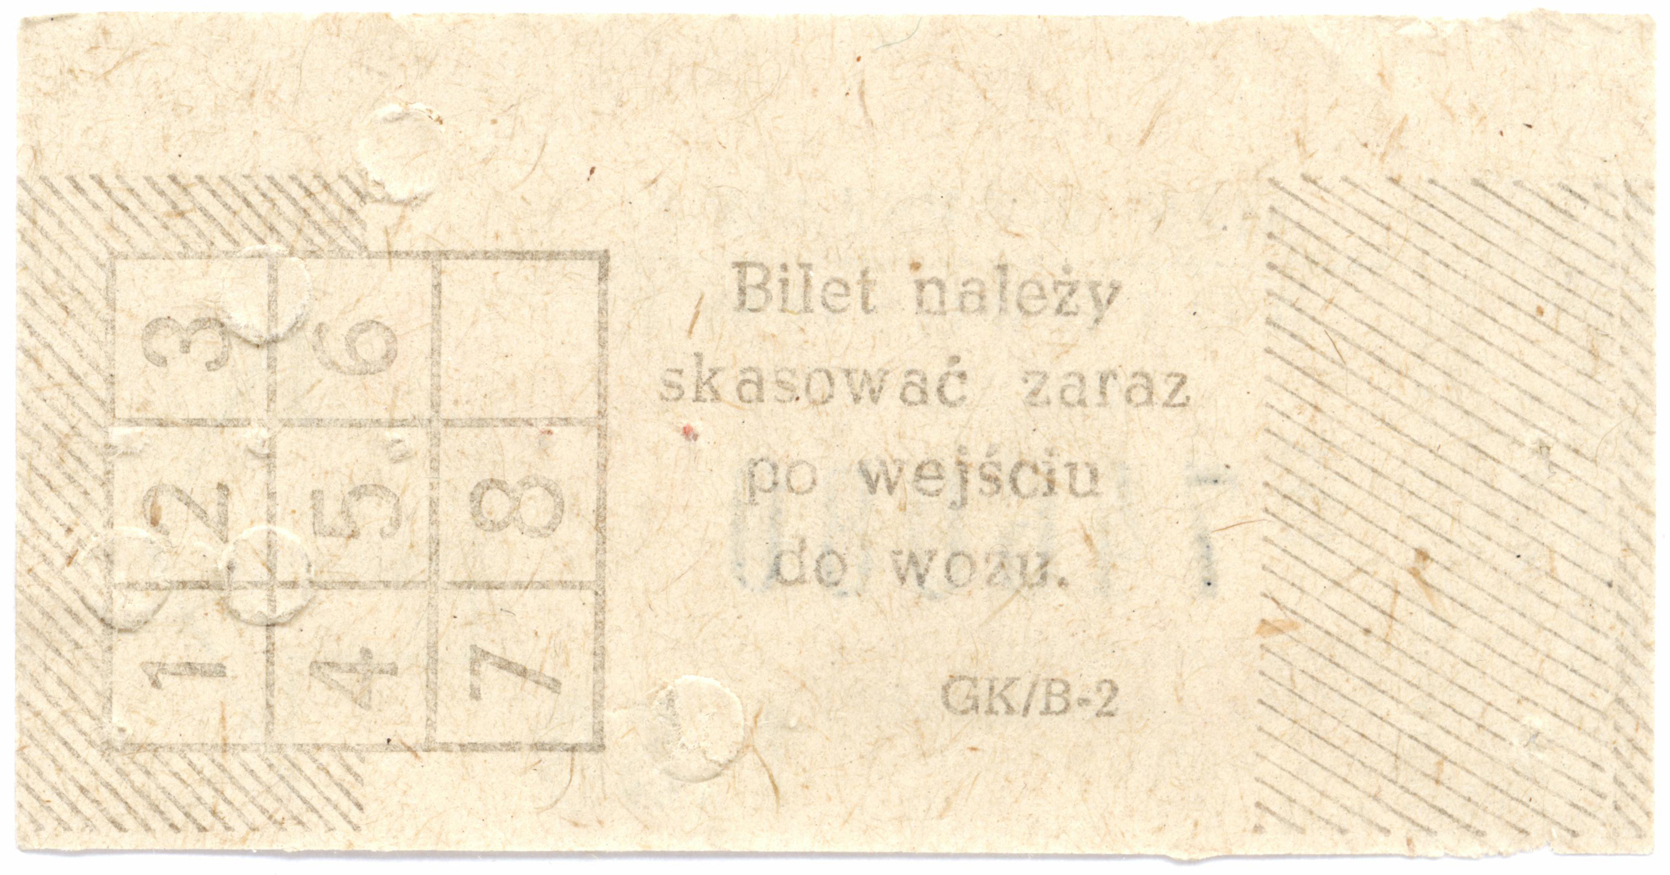 3 6
2 5 8
1 4 7
Bilet należy
skasować zaraz
po wejściu
do wozu.
GK/B-2